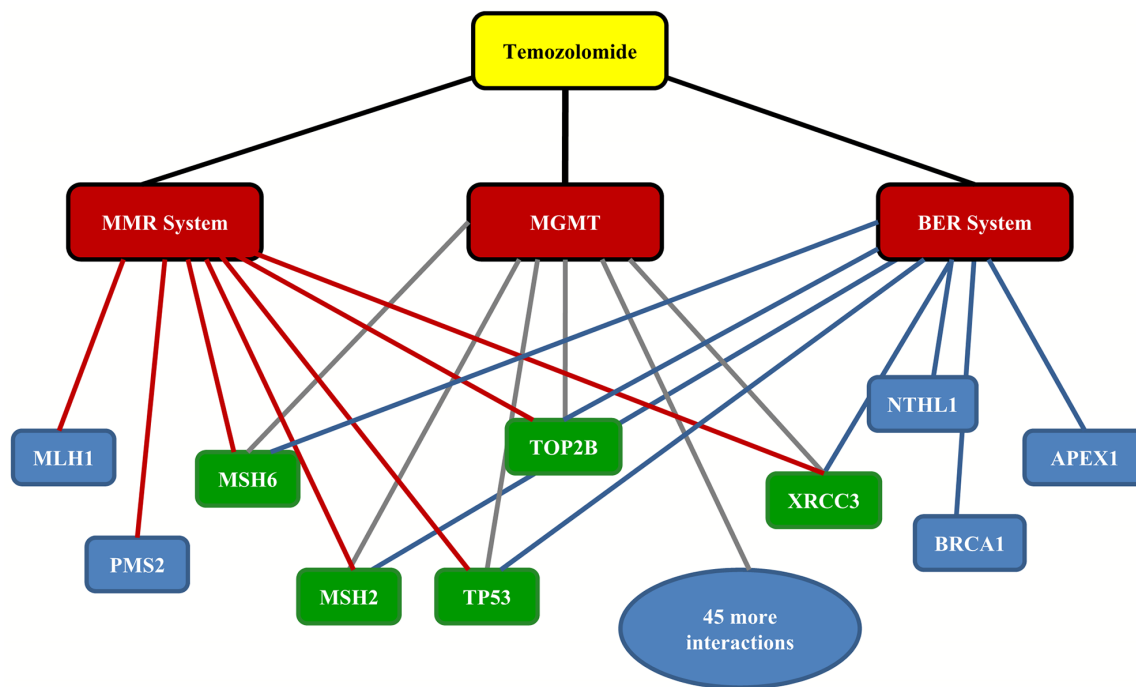 Temozolomide
MMR System
MGMT
BER System
NTHL1
TOP2B
MLH1
APEX1
MSH6
XRCC3
BRCA1
PMS2
MSH2
TP53
45 more
interactions